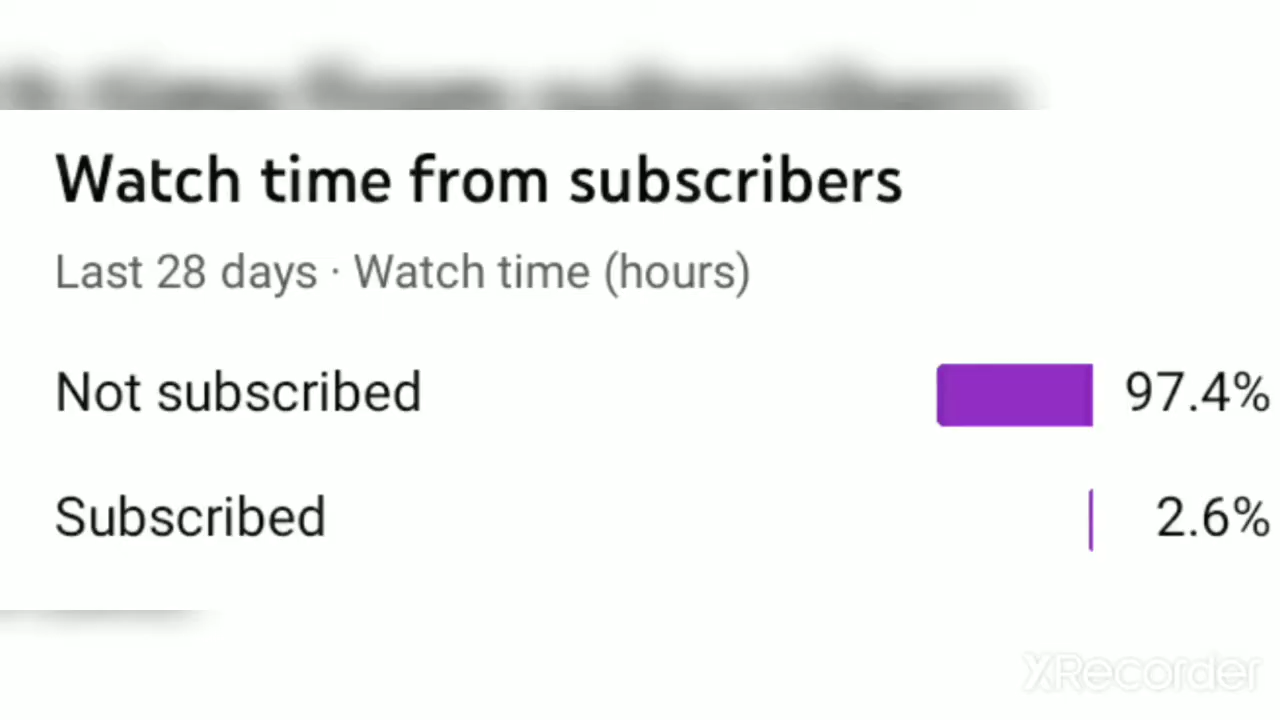 Watch time from subscribers
Last 28 days · Watch time (hours)
Not subscribed 97.4%
Subscribed 2.6%
XRecorder